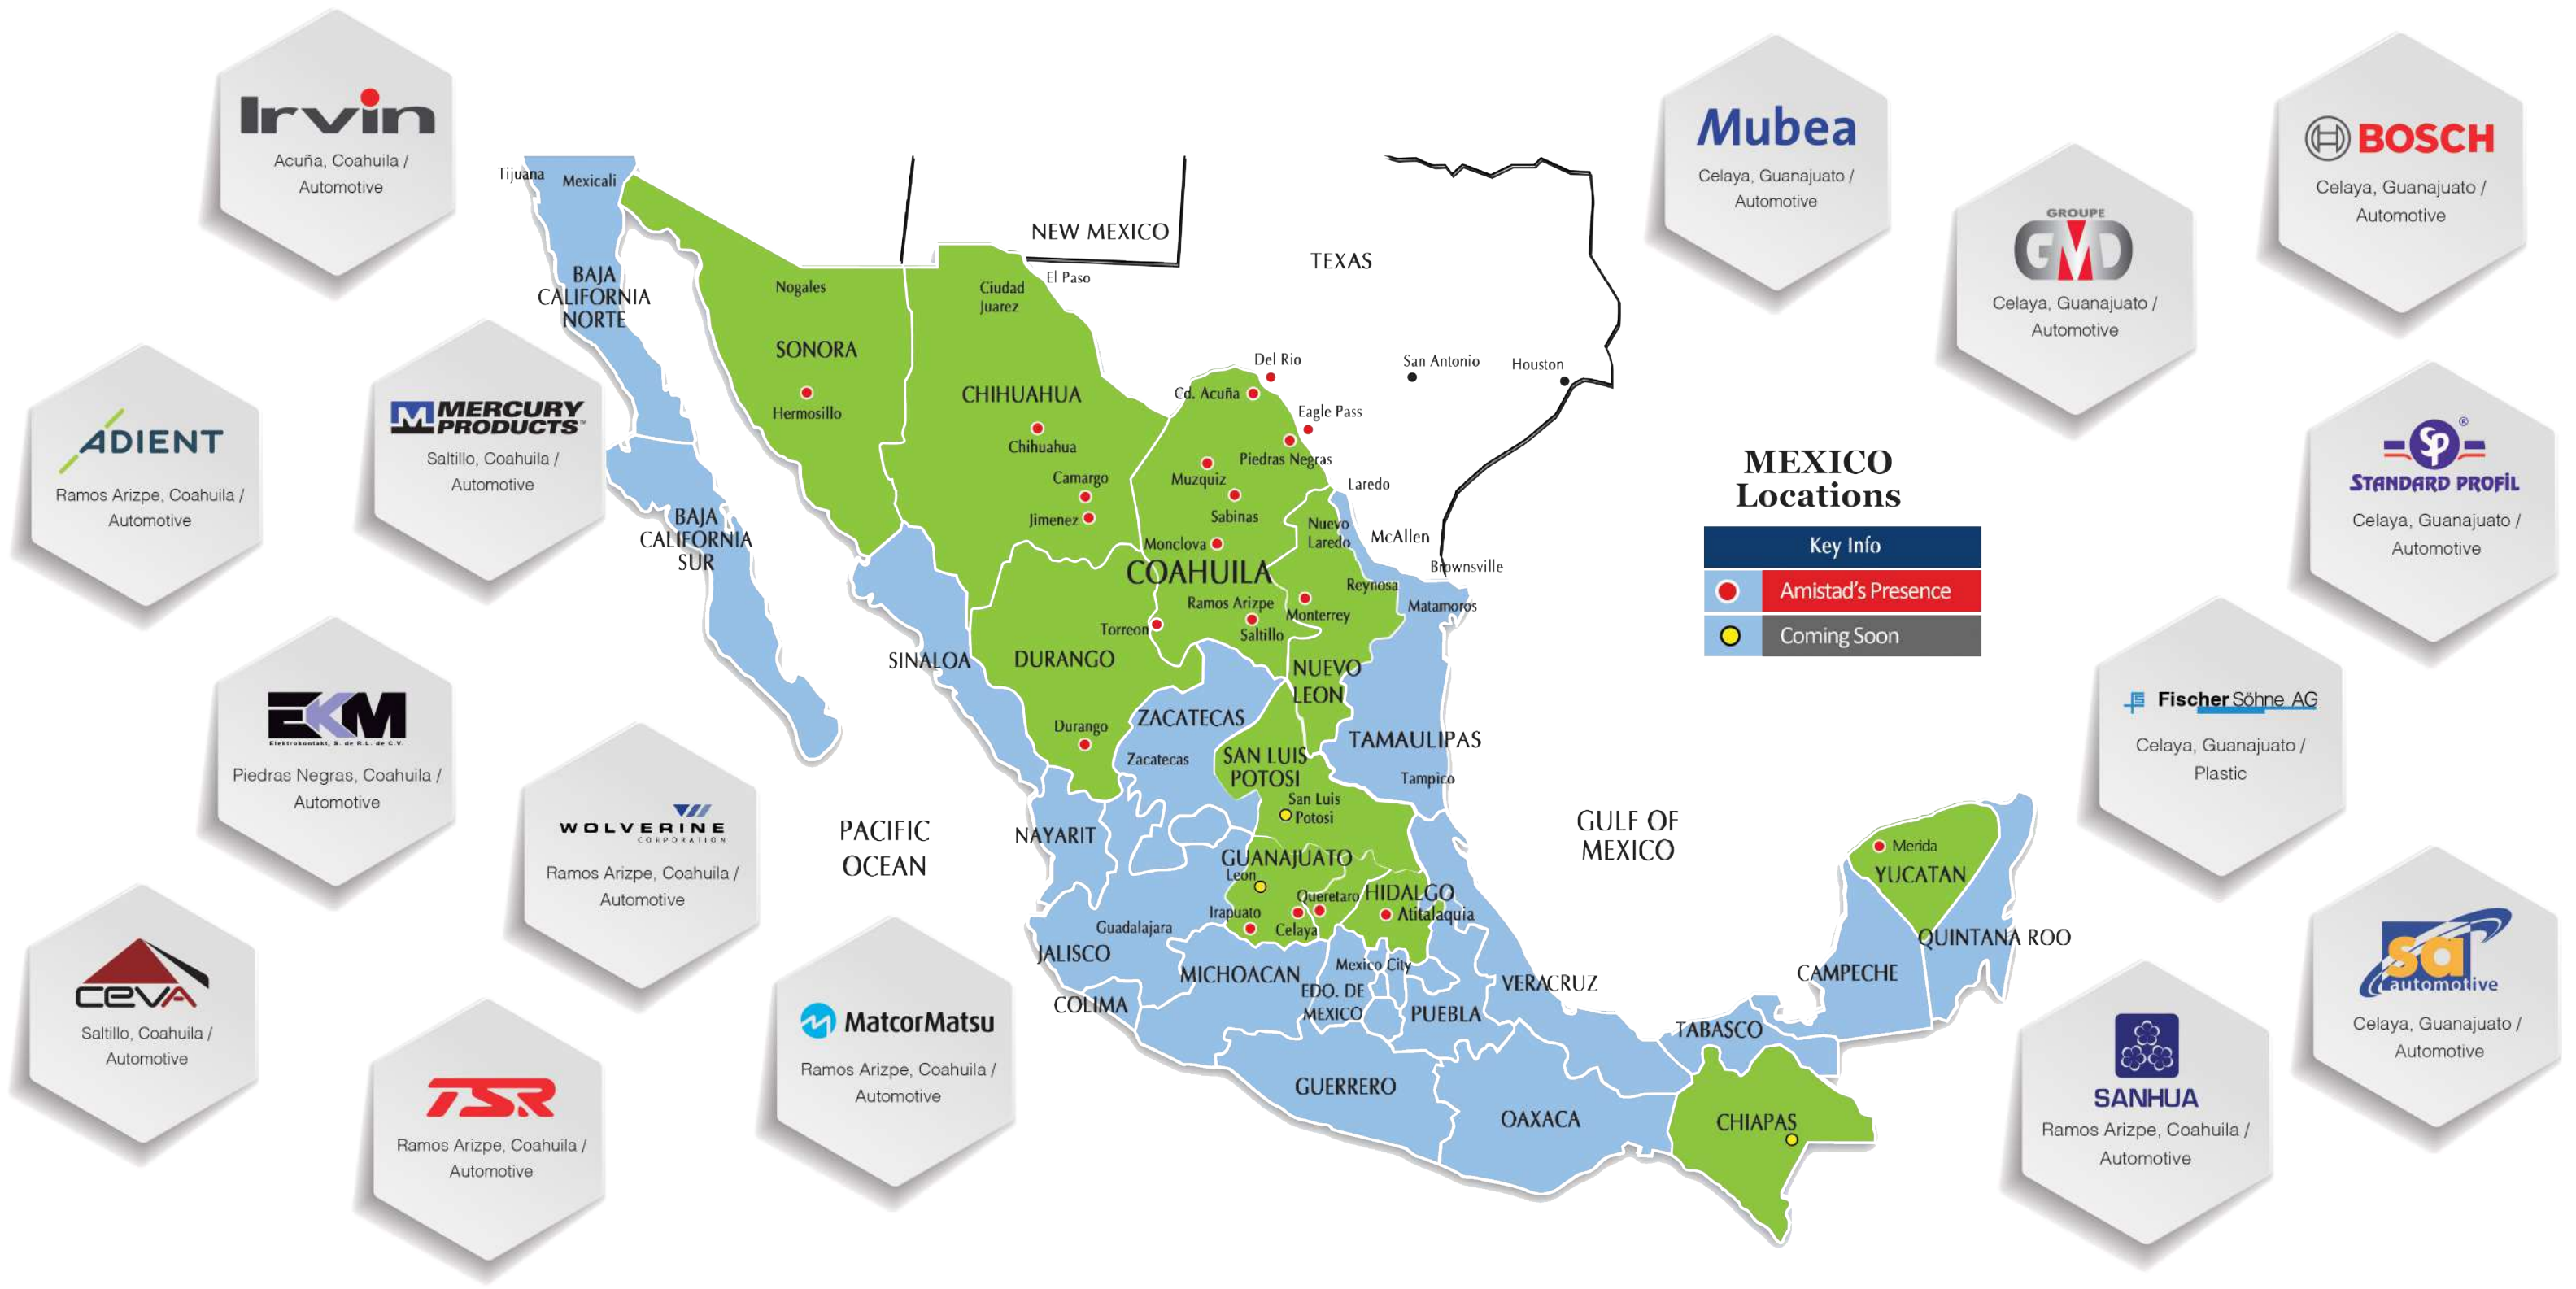 Irvin
Acuña, Coahuila /
Automotive
ADIENT
Ramos Arizpe, Coahuila /
Automotive
M MERCURY
PRODUCTS™
Saltillo, Coahuila /
Automotive
EKM
Elektrokontakt, S. de R.L. de C.V.
Piedras Negras, Coahuila /
Automotive
WOLVERINE
CORPORATION
Ramos Arizpe, Coahuila /
Automotive
CEVA
Saltillo, Coahuila /
Automotive
TSR
Ramos Arizpe, Coahuila /
Automotive
MatcorMatsu
Ramos Arizpe, Coahuila /
Automotive
Tijuana
Mexicali
BAJA
CALIFORNIA
NORTE
BAJA
CALIFORNIA
SUR
Nogales
SONORA
Hermosillo
NEW MEXICO
El Paso
TEXAS
Ciudad
Juarez
CHIHUAHUA
Chihuahua
Camargo
Jimenez
Del Rio
San Antonio
Houston
Cd. Acuña
Eagle Pass
Piedras Negras
Muzquiz
Sabinas
Laredo
Nuevo
Laredo
McAllen
Monclova
COAHUILA
Brownsville
Reynosa
Ramos Arizpe
Monterrey
Matamoros
Torreon
Saltillo
SINALOA
DURANGO
NUEVO
LEON
Durango
ZACATECAS
Zacatecas
SAN LUIS
POTOSI
San Luis
Potosi
TAMAULIPAS
Tampico
PACIFIC
OCEAN
NAYARIT
GULF OF
MEXICO
GUANAJUATO
Leon
Queretaro
HIDALGO
Irapuato
Celaya
Atitalaquia
Guadalajara
JALISCO
MICHOACAN
Mexico City
COLIMA
EDO. DE
MEXICO
PUEBLA
VERACRUZ
GUERRERO
OAXACA
TABASCO
CHIAPAS
CAMPECHE
Merida
YUCATAN
QUINTANA ROO
MEXICO
Locations
Key Info
Amistad's Presence
Coming Soon
Mubea
Celaya, Guanajuato /
Automotive
GROUPE
GMD
Celaya, Guanajuato /
Automotive
BOSCH
Celaya, Guanajuato /
Automotive
SP®
STANDARD PROFİL
Celaya, Guanajuato /
Automotive
Fischer Söhne AG
Celaya, Guanajuato /
Plastic
sa
automotive
Celaya, Guanajuato /
Automotive
SANHUA
Ramos Arizpe, Coahuila /
Automotive